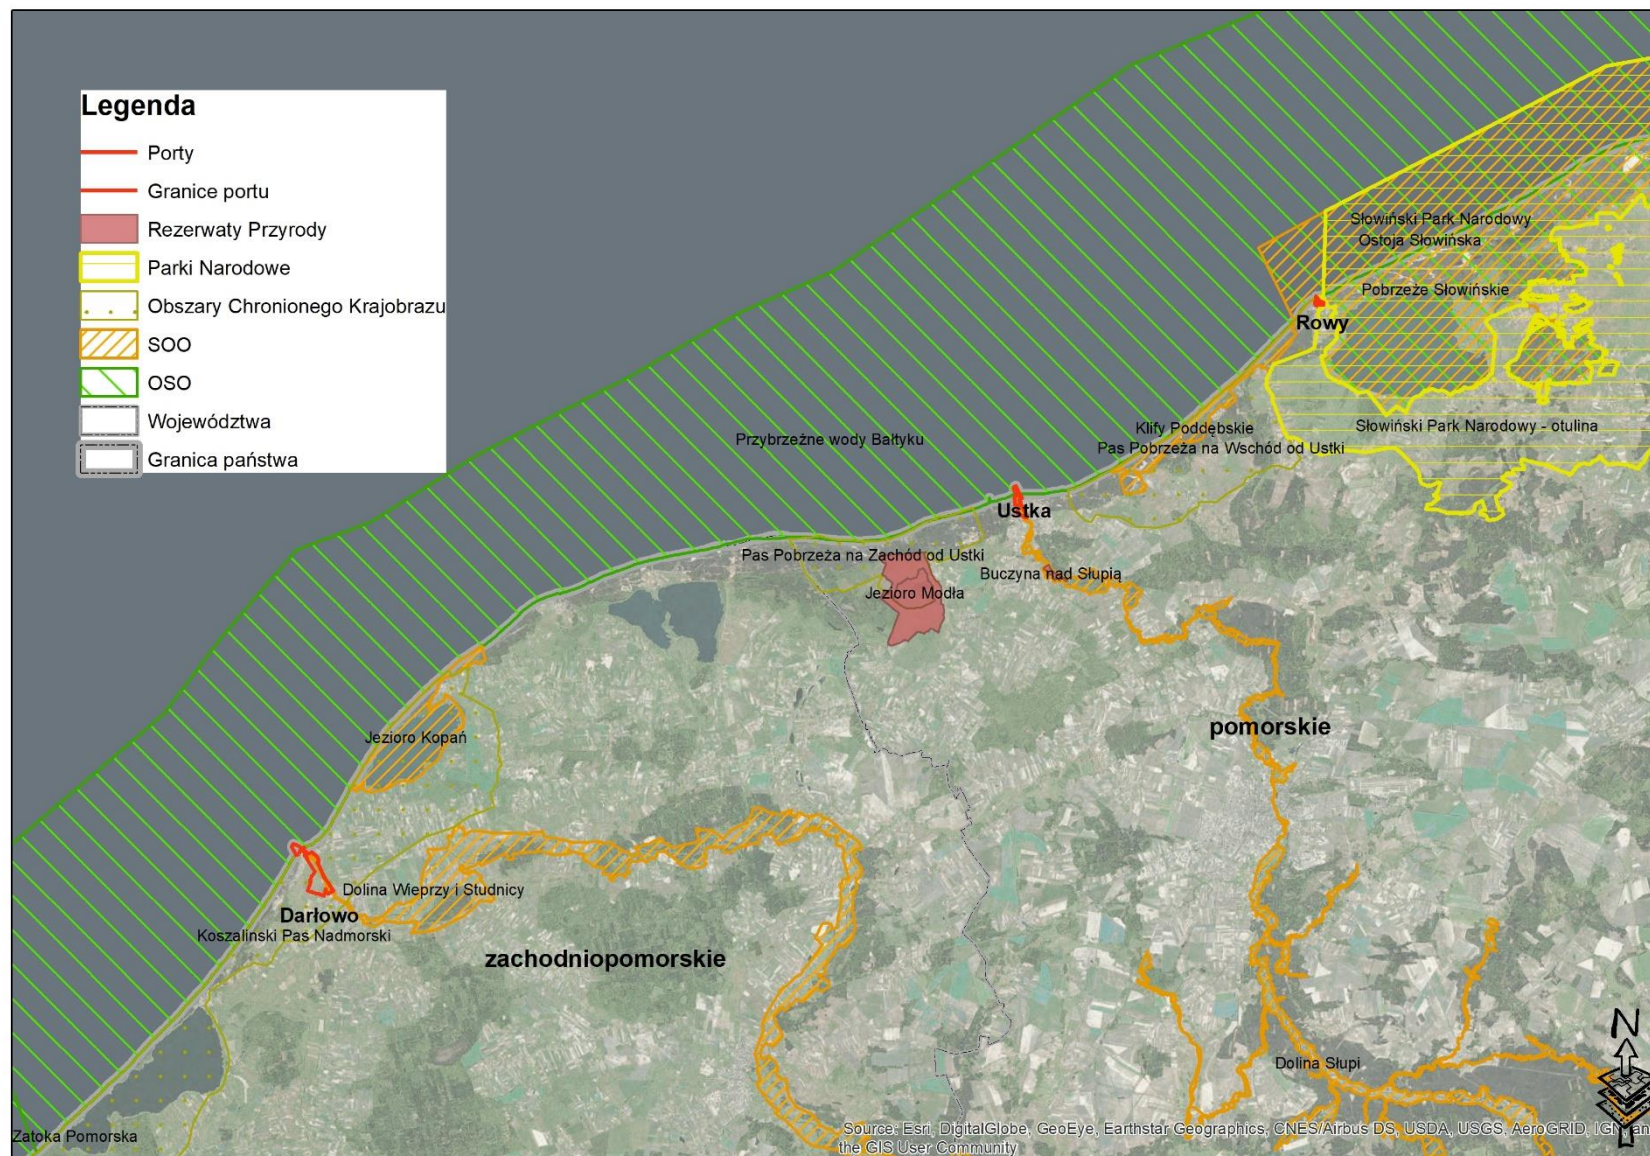 Legenda
Porty
Granice portu
Rezerwaty Przyrody
Parki Narodowe
Obszary Chronionego Krajobrazu
SOO
OSO
Województwa
Granica państwa
Słowiński Park Narodowy
Ostoja Słowińska
Pobrzeże Słowińskie
Rowy
Słowiński Park Narodowy - otulina
Klify Poddębskie
Pas Pobrzeża na Wschód od Ustki
Przybrzeżne wody Bałtyku
Ustka
Pas Pobrzeża na Zachód od Ustki
Buczyna nad Słupią
Jezioro Modła
pomorskie
Jezioro Kopań
Dolina Wieprzy i Studnicy
Darłowo
Koszalinski Pas Nadmorski
zachodniopomorskie
Dolina Słupi
Zatoka Pomorska
N
Source: Esri, DigitalGlobe, GeoEye, Earthstar Geographics, CNES/Airbus DS, USDA, USGS, AeroGRID, IGN, an
the GIS User Community